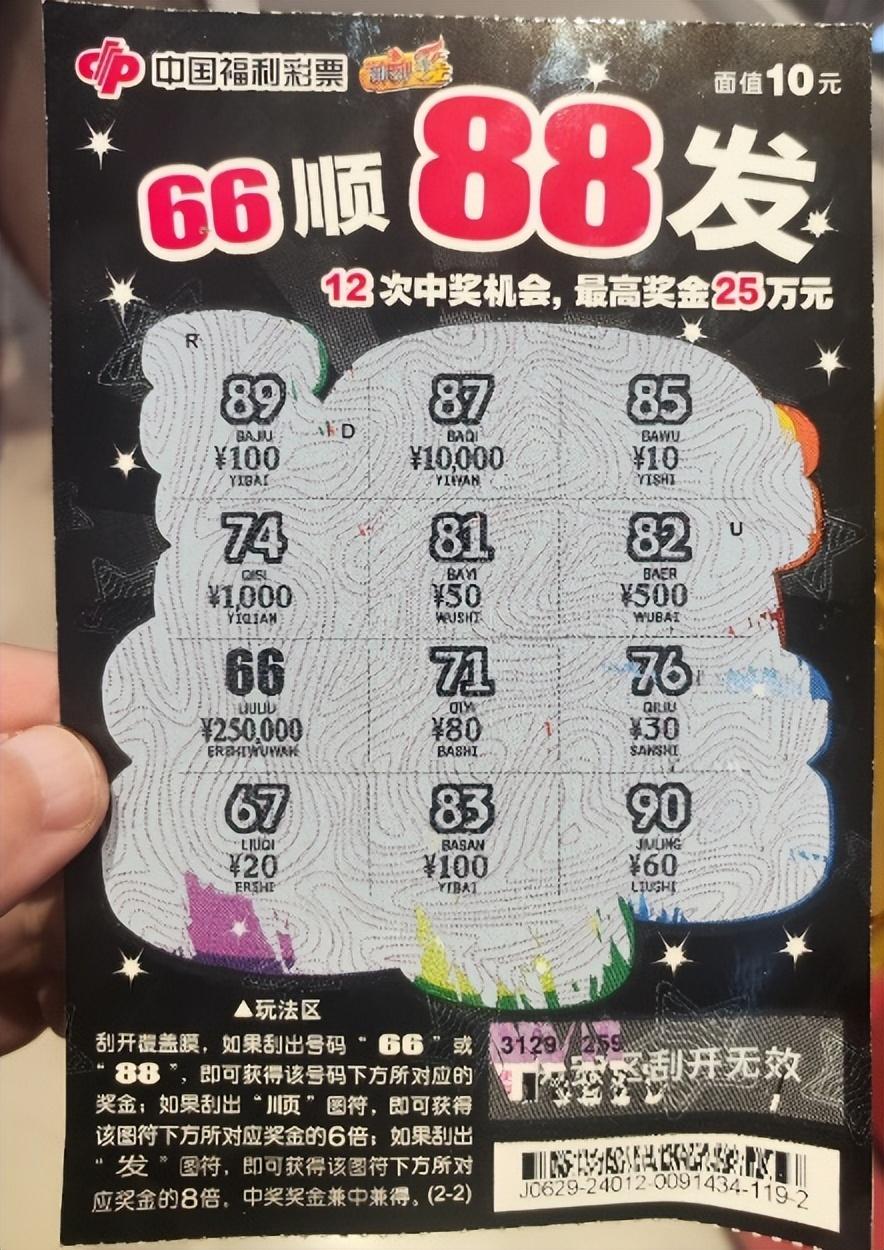 中国福利彩票
面值10元
66顺88发
12次中奖机会，最高奖金25万元
R
89 87 85
BAJIU BAQI BAWU
¥100 ¥10,000 ¥10
YIBAI YIWAN YISHI
D
74 81 82
QISI BAYI BAER
U
¥1,000 ¥50 ¥500
YIQIAN WUSHI WUBAI
66 71 76
LIULIU QIYI QILIU
¥250,000 ¥80 ¥30
ERSHIWUWAN BASHI SANSHI
67 83 90
LIUQI BASAN JIULING
¥20 ¥100 ¥60
ERSHI YIBAI LIUSHI
▲玩法区
刮开覆盖膜，如果刮出号码“66”或
“88”，即可获得该号码下方所对应的
奖金；如果刮出“顺”图符，即可获得
该图符下方所对应奖金的6倍；如果刮出
“发”图符，即可获得该图符下方所对
应奖金的8倍。中奖奖金兼中兼得。(2-2)
3129 259
区刮开无效
J0629-24012-0091434-119-2